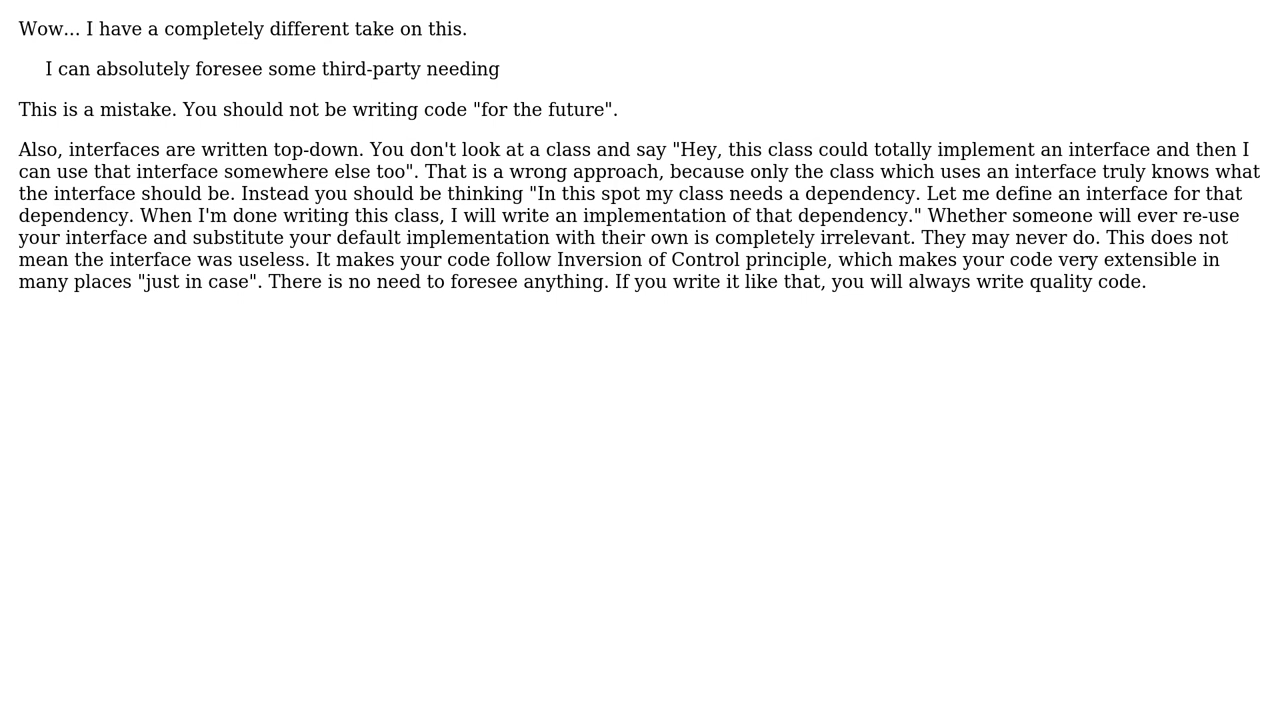 Wow... I have a completely different take on this.
I can absolutely foresee some third-party needing
This is a mistake. You should not be writing code "for the future".
Also, interfaces are written top-down. You don't look at a class and say "Hey, this class could totally implement an interface and then I
can use that interface somewhere else too". That is a wrong approach, because only the class which uses an interface truly knows what
the interface should be. Instead you should be thinking "In this spot my class needs a dependency. Let me define an interface for that
dependency. When I'm done writing this class, I will write an implementation of that dependency." Whether someone will ever re-use
your interface and substitute your default implementation with their own is completely irrelevant. They may never do. This does not
mean the interface was useless. It makes your code follow Inversion of Control principle, which makes your code very extensible in
many places "just in case". There is no need to foresee anything. If you write it like that, you will always write quality code.